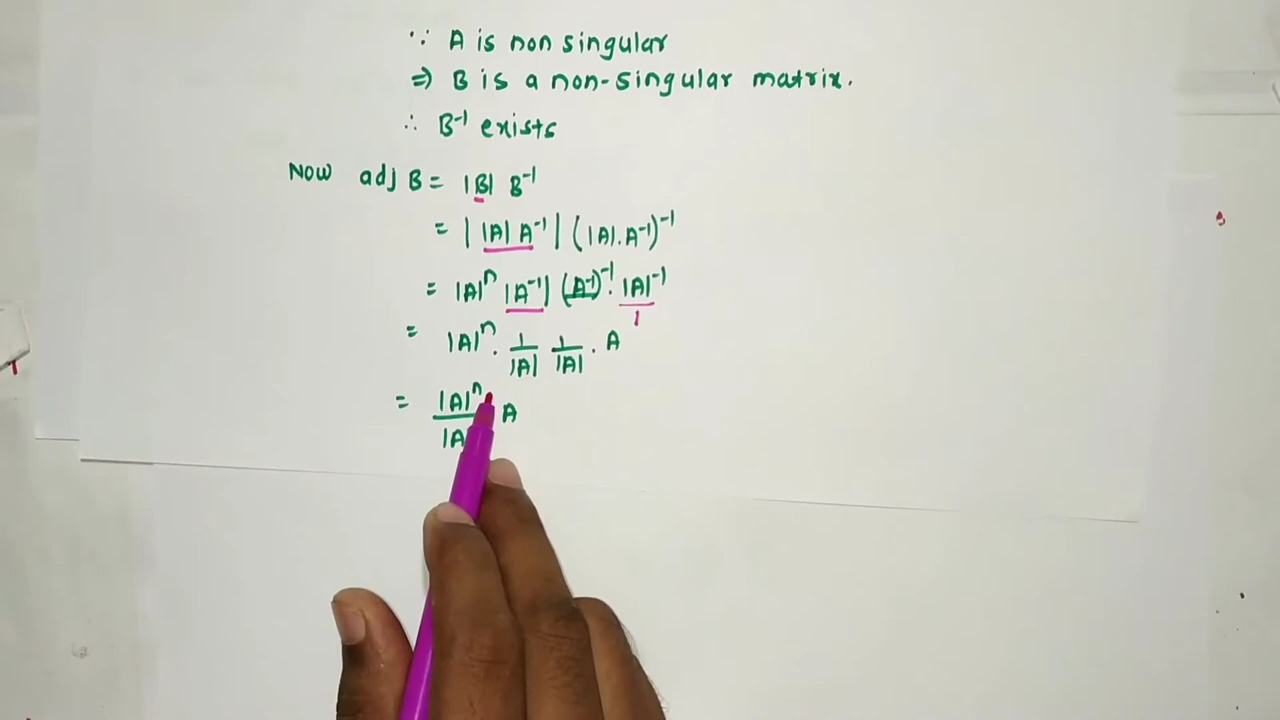 ∵ A is non singular
⇒ B is a non-singular matrix.
∴ B⁻¹ exists
Now adj B = |B| B⁻¹
= | |A| A⁻¹ | (|A|.A⁻¹)⁻¹
= |A|ⁿ |A⁻¹| (A⁻¹)⁻¹ . |A|⁻¹
1
= |A|ⁿ . 1/|A| 1/|A| . A
= |A|ⁿ/|A A